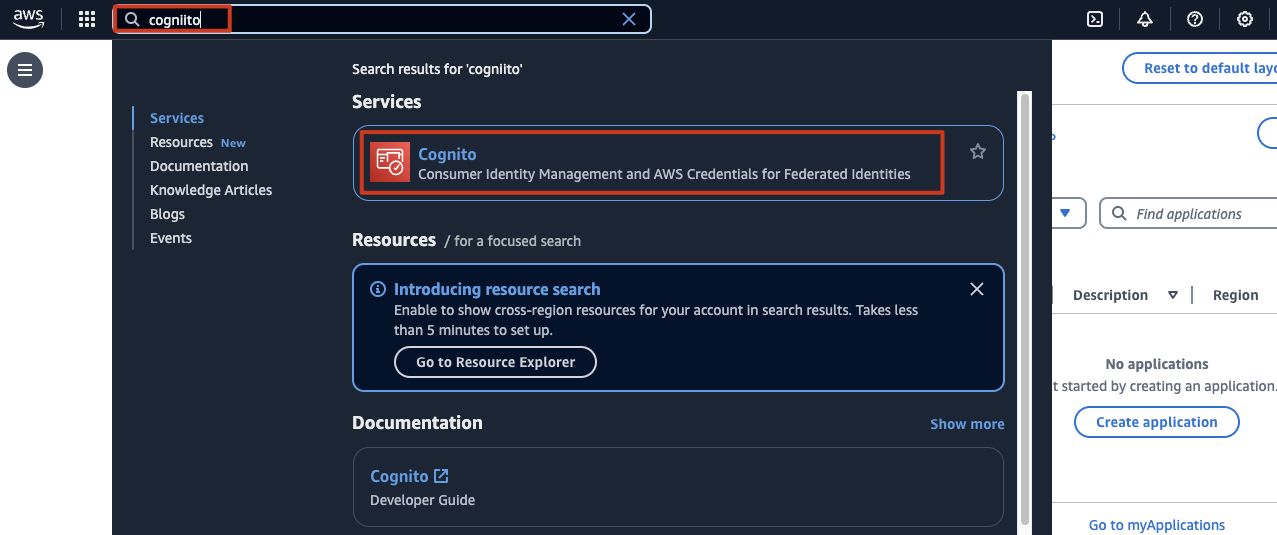 aws
cogniito
Reset to default layo
Search results for 'cogniito'
Services
Resources New
Documentation
Knowledge Articles
Blogs
Events
Services
Cognito
Consumer Identity Management and AWS Credentials for Federated Identities
Resources / for a focused search
Introducing resource search
Enable to show cross-region resources for your account in search results. Takes less
than 5 minutes to set up.
Go to Resource Explorer
Documentation
Show more
Cognito
Developer Guide
Find applications
Description
Region
No applications
t started by creating an application.
Create application
Go to myApplications